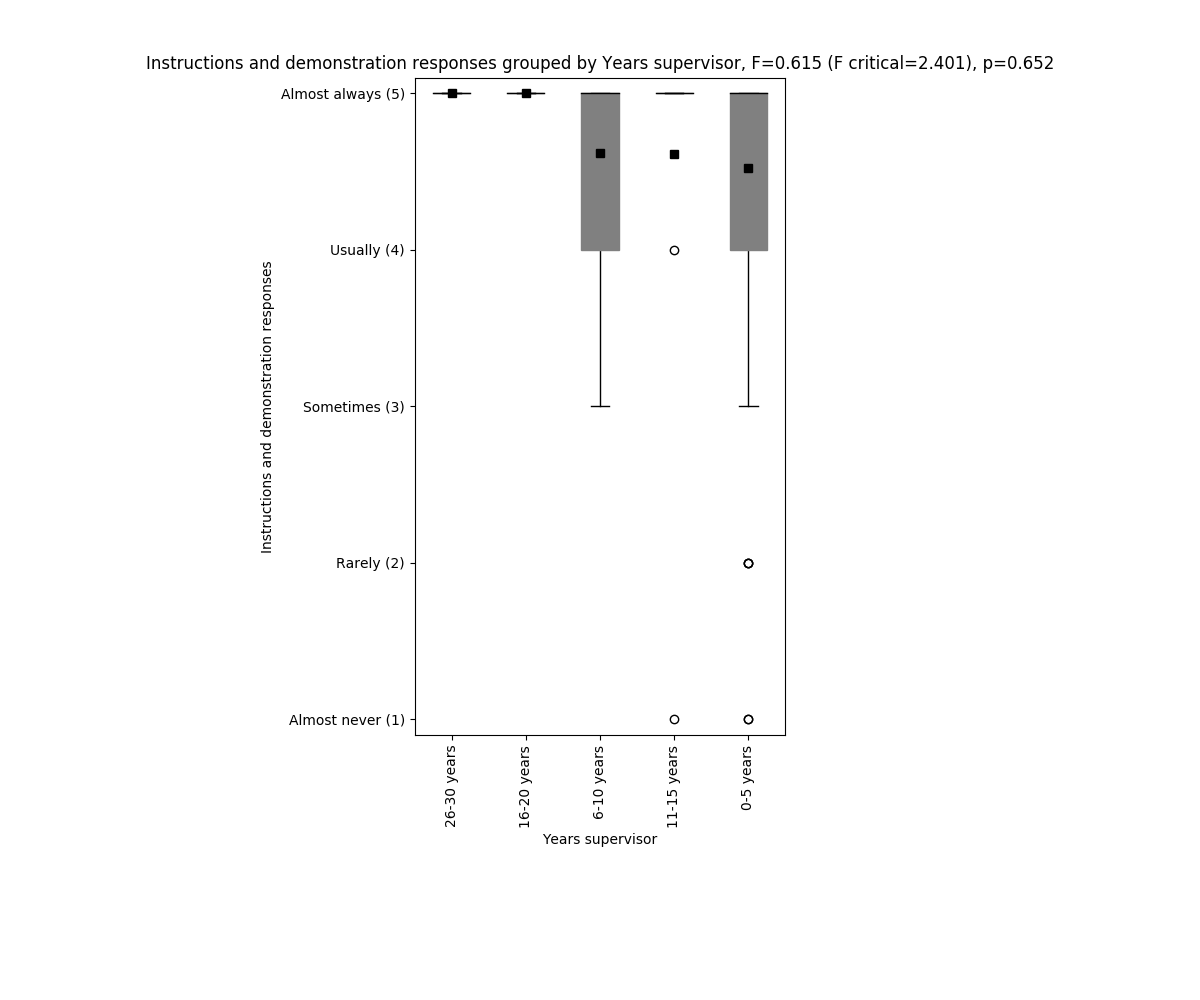 Instructions and demonstration responses grouped by Years supervisor, F=0.615 (F critical=2.401), p=0.652
Instructions and demonstration responses
Almost always (5)
Usually (4)
Sometimes (3)
Rarely (2)
Almost never (1)
26-30 years
16-20 years
6-10 years
11-15 years
0-5 years
Years supervisor